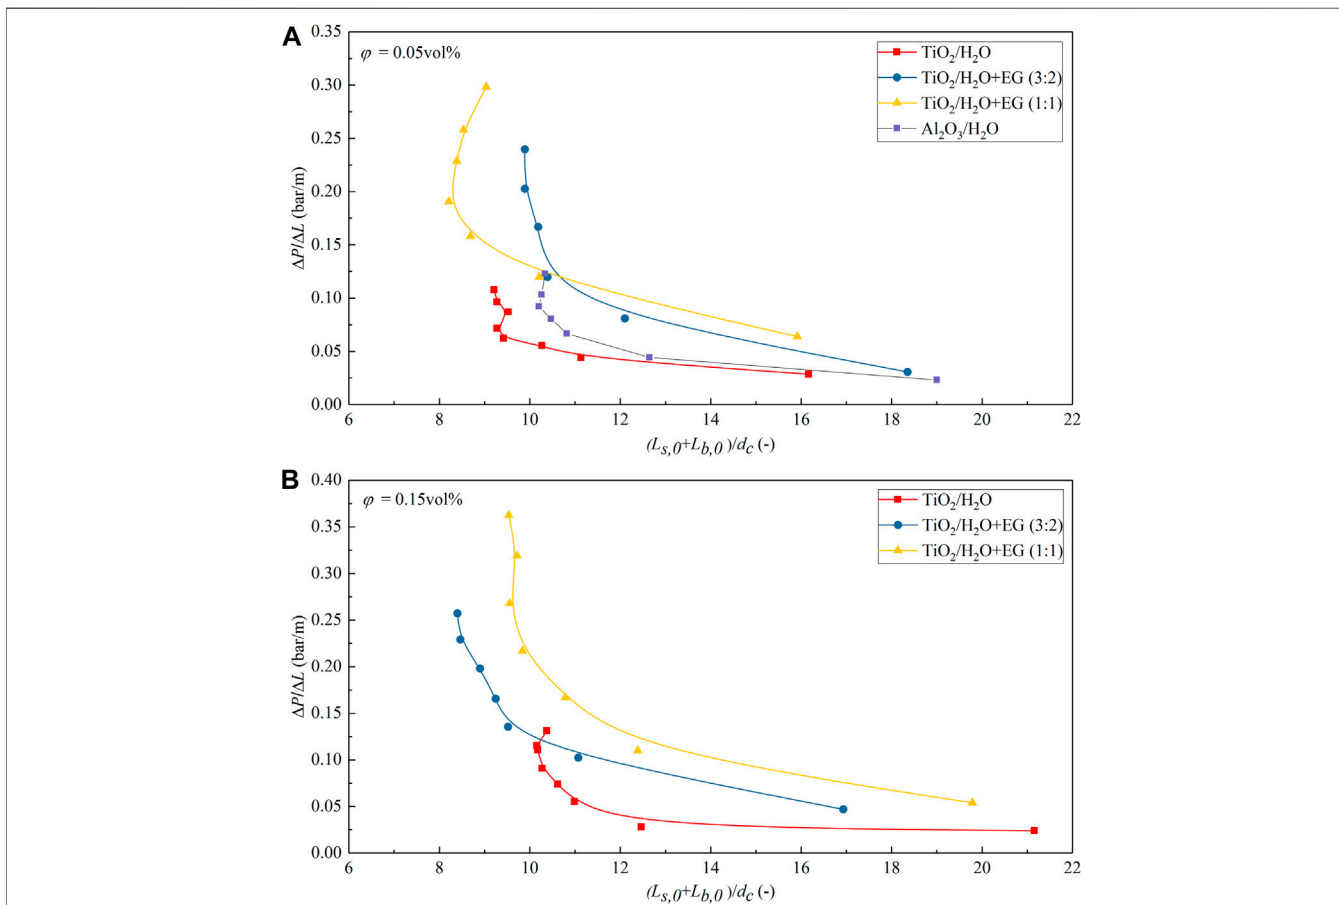 A
φ = 0.05vol%
TiO₂/H₂O
TiO₂/H₂O+EG (3:2)
TiO₂/H₂O+EG (1:1)
Al₂O₃/H₂O
0.35
0.30
0.25
0.20
0.15
0.10
0.05
0.00
ΔP/ΔL (bar/m)
6 8 10 12 14 16 18 20 22
(Ls,0+Lb,0 )/dc (-)
B
φ = 0.15vol%
TiO₂/H₂O
TiO₂/H₂O+EG (3:2)
TiO₂/H₂O+EG (1:1)
0.40
0.35
0.30
0.25
0.20
0.15
0.10
0.05
0.00
ΔP/ΔL (bar/m)
6 8 10 12 14 16 18 20 22
(Ls,0+Lb,0 )/dc (-)